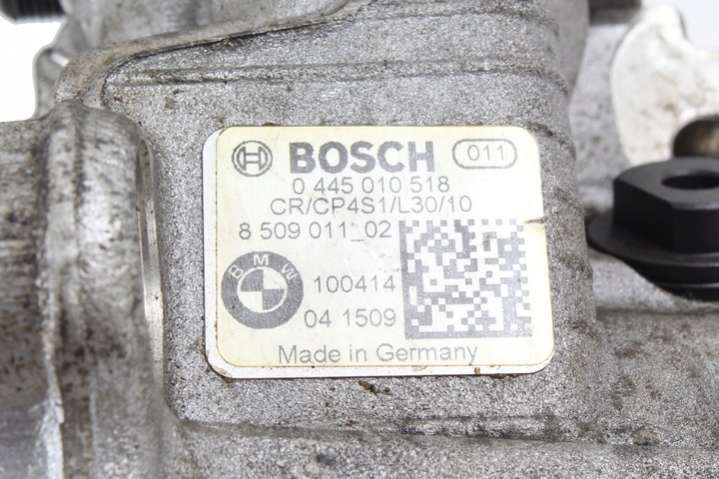 BOSCH 011
0 445 010 518
CR/CP4S1/L30/10
8 509 011_02
BMW
100414
04 1509
Made in Germany